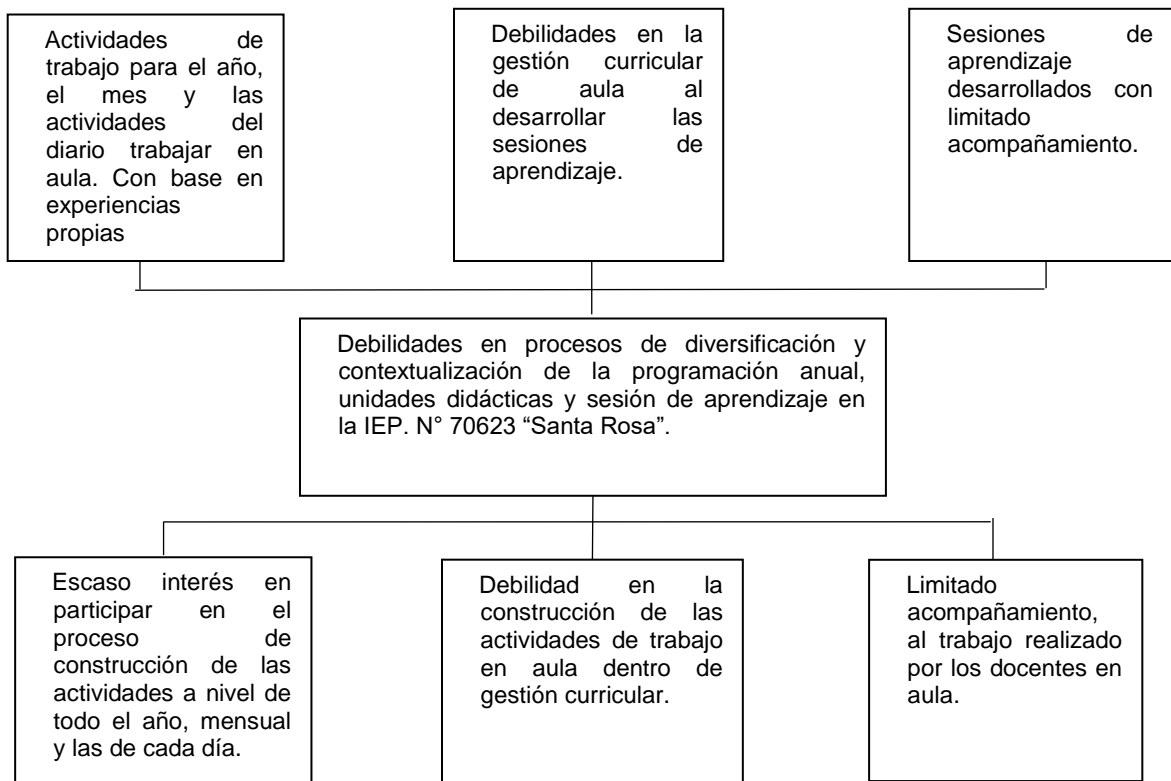 Actividades de
trabajo para el año,
el mes y las
actividades del
diario trabajar en
aula. Con base en
experiencias
propias
Debilidades en la
gestión curricular
de aula al
desarrollar las
sesiones de
aprendizaje.
Sesiones de
aprendizaje
desarrollados con
limitado
acompañamiento.
Debilidades en procesos de diversificación y
contextualización de la programación anual,
unidades didácticas y sesión de aprendizaje en
la IEP. N° 70623 “Santa Rosa”.
Escaso interés en
participar en el
proceso de
construcción de las
actividades a nivel de
todo el año, mensual
y las de cada día.
Debilidad en la
construcción de las
actividades de trabajo
en aula dentro de
gestión curricular.
Limitado
acompañamiento,
al trabajo realizado
por los docentes en
aula.